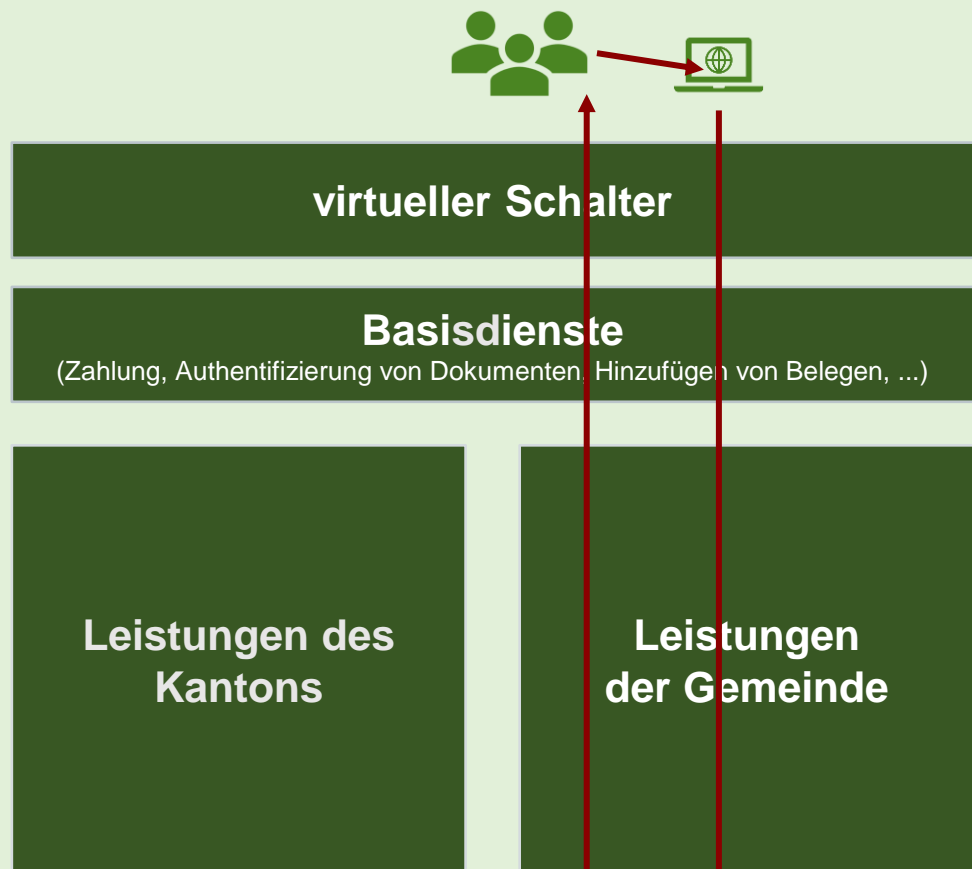 virtueller Schalter
Basisdienste
(Zahlung, Authentifizierung von Dokumenten, Hinzufügen von Belegen, ...)
Leistungen des
Kantons
Leistungen
der Gemeinde